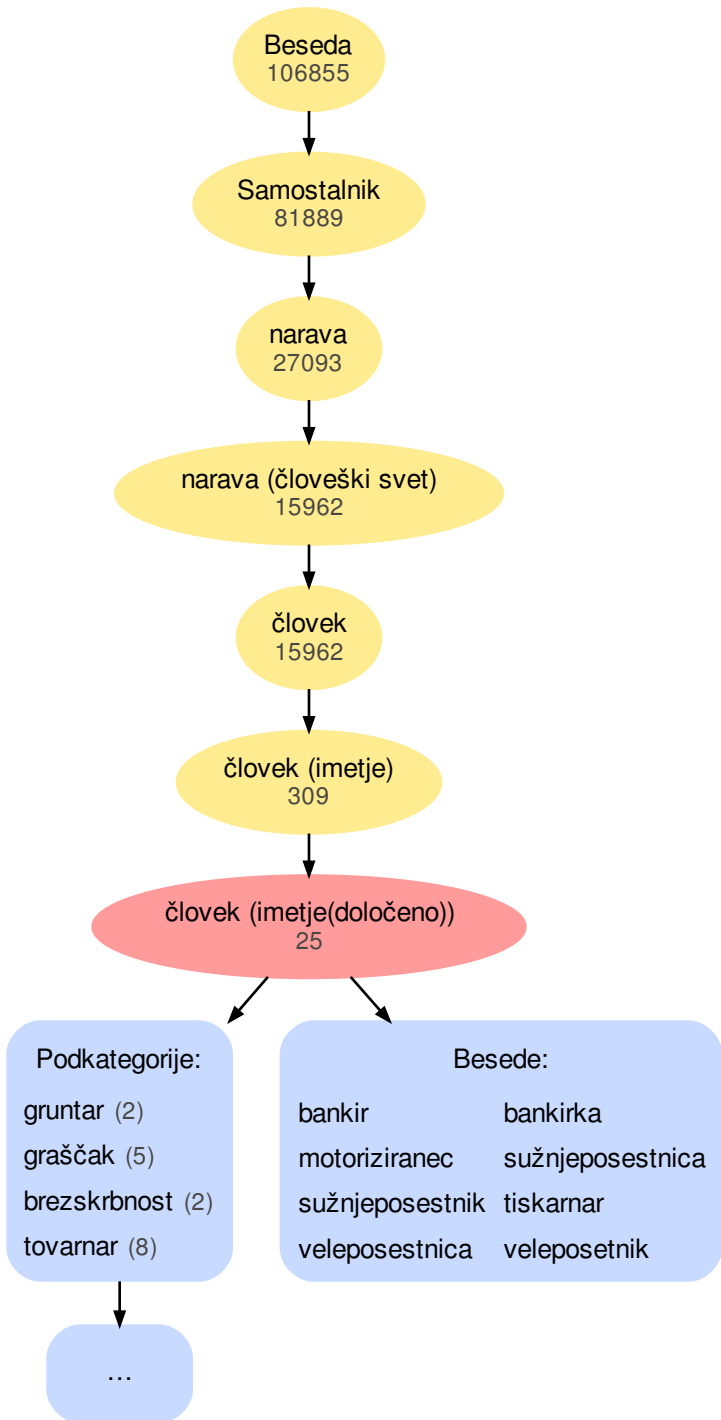 Beseda
106855
Samostalnik
81889
narava
27093
narava (človeški svet)
15962
človek
15962
človek (imetje)
309
človek (imetje(določeno))
25
Podkategorije:
gruntar (2)
graščak (5)
brezskrbnost (2)
tovarnar (8)
Besede:
bankir bankirka
motoriziranec sužnjeposestnica
sužnjeposestnik tiskarnar
veleposestnica veleposetnik
...